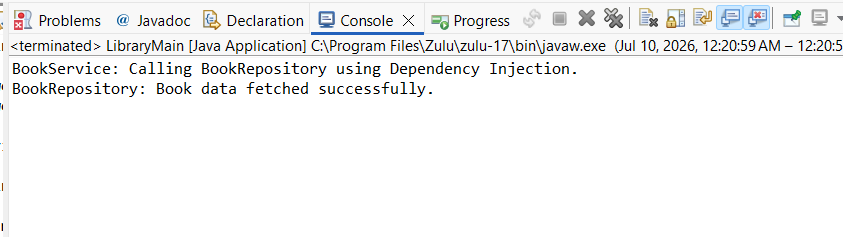 Problems @ Javadoc Declaration Console Progress
<terminated> LibraryMain [Java Application] C:\Program Files\Zulu\zulu-17\bin\javaw.exe (Jul 10, 2026, 12:20:59 AM – 12:20:5
BookService: Calling BookRepository using Dependency Injection.
BookRepository: Book data fetched successfully.